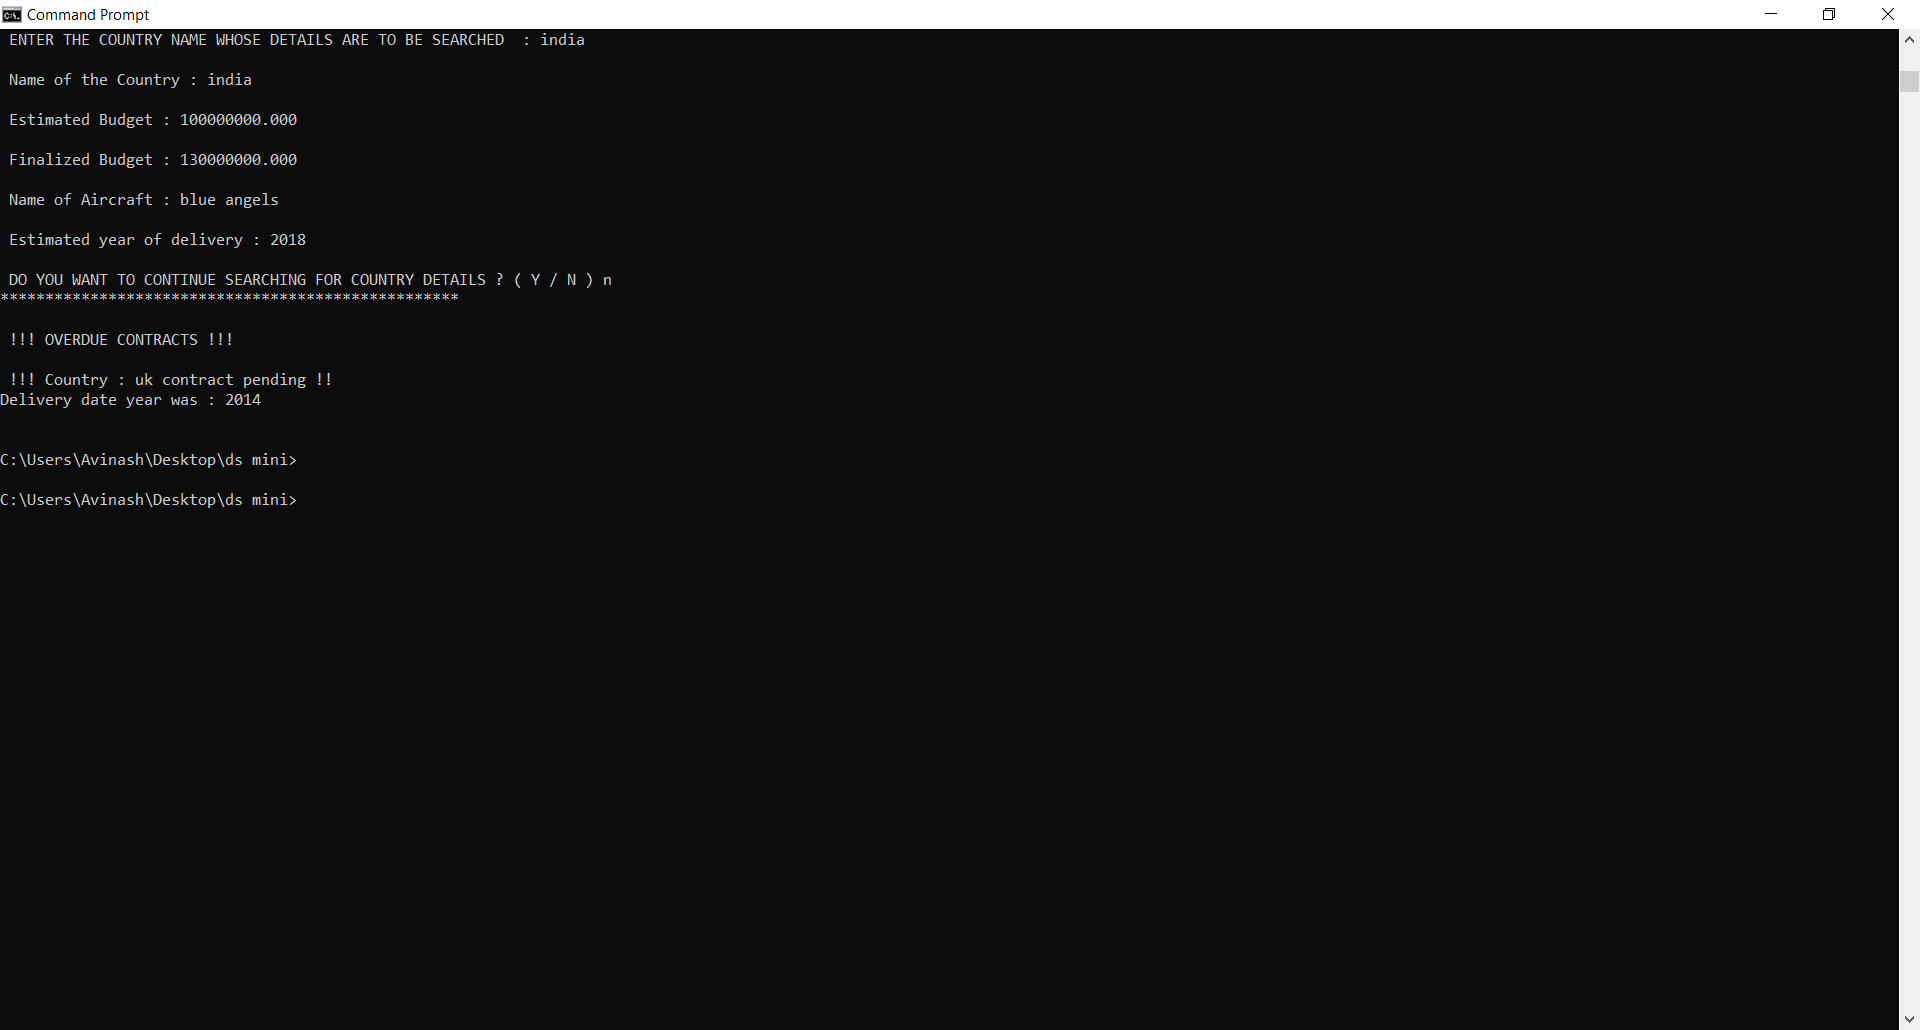 Command Prompt
ENTER THE COUNTRY NAME WHOSE DETAILS ARE TO BE SEARCHED  : india
Name of the Country : india
Estimated Budget : 100000000.000
Finalized Budget : 130000000.000
Name of Aircraft : blue angels
Estimated year of delivery : 2018
DO YOU WANT TO CONTINUE SEARCHING FOR COUNTRY DETAILS ? ( Y / N ) n
***************************************************
!!! OVERDUE CONTRACTS !!!
!!! Country : uk contract pending !!
Delivery date year was : 2014
C:\Users\Avinash\Desktop\ds mini>
C:\Users\Avinash\Desktop\ds mini>